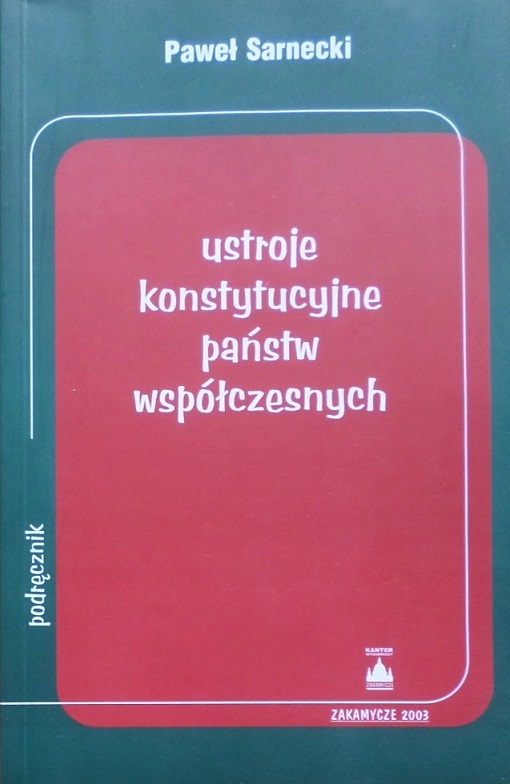 Paweł Sarnecki
ustroje
konstytucyjne
państw
współczesnych
podręcznik
KANTOR
WYDAWNICZY
ZAKAMYCZE
ZAKAMYCZE 2003